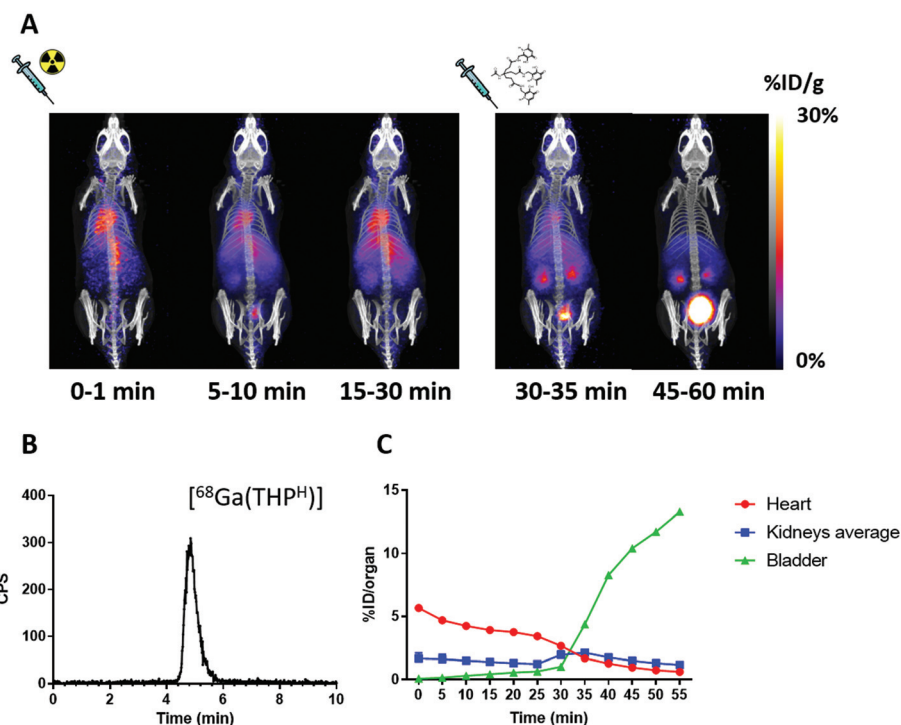 A
%ID/g
30%
0%
0-1 min
5-10 min
15-30 min
30-35 min
45-60 min
B
C
[⁶⁸Ga(THPᴴ)]
400
300
200
100
0
CPS
0 2 4 6 8 10
Time (min)
15
10
5
0
%ID/organ
0 5 10 15 20 25 30 35 40 45 50 55
Time (min)
Heart
Kidneys average
Bladder